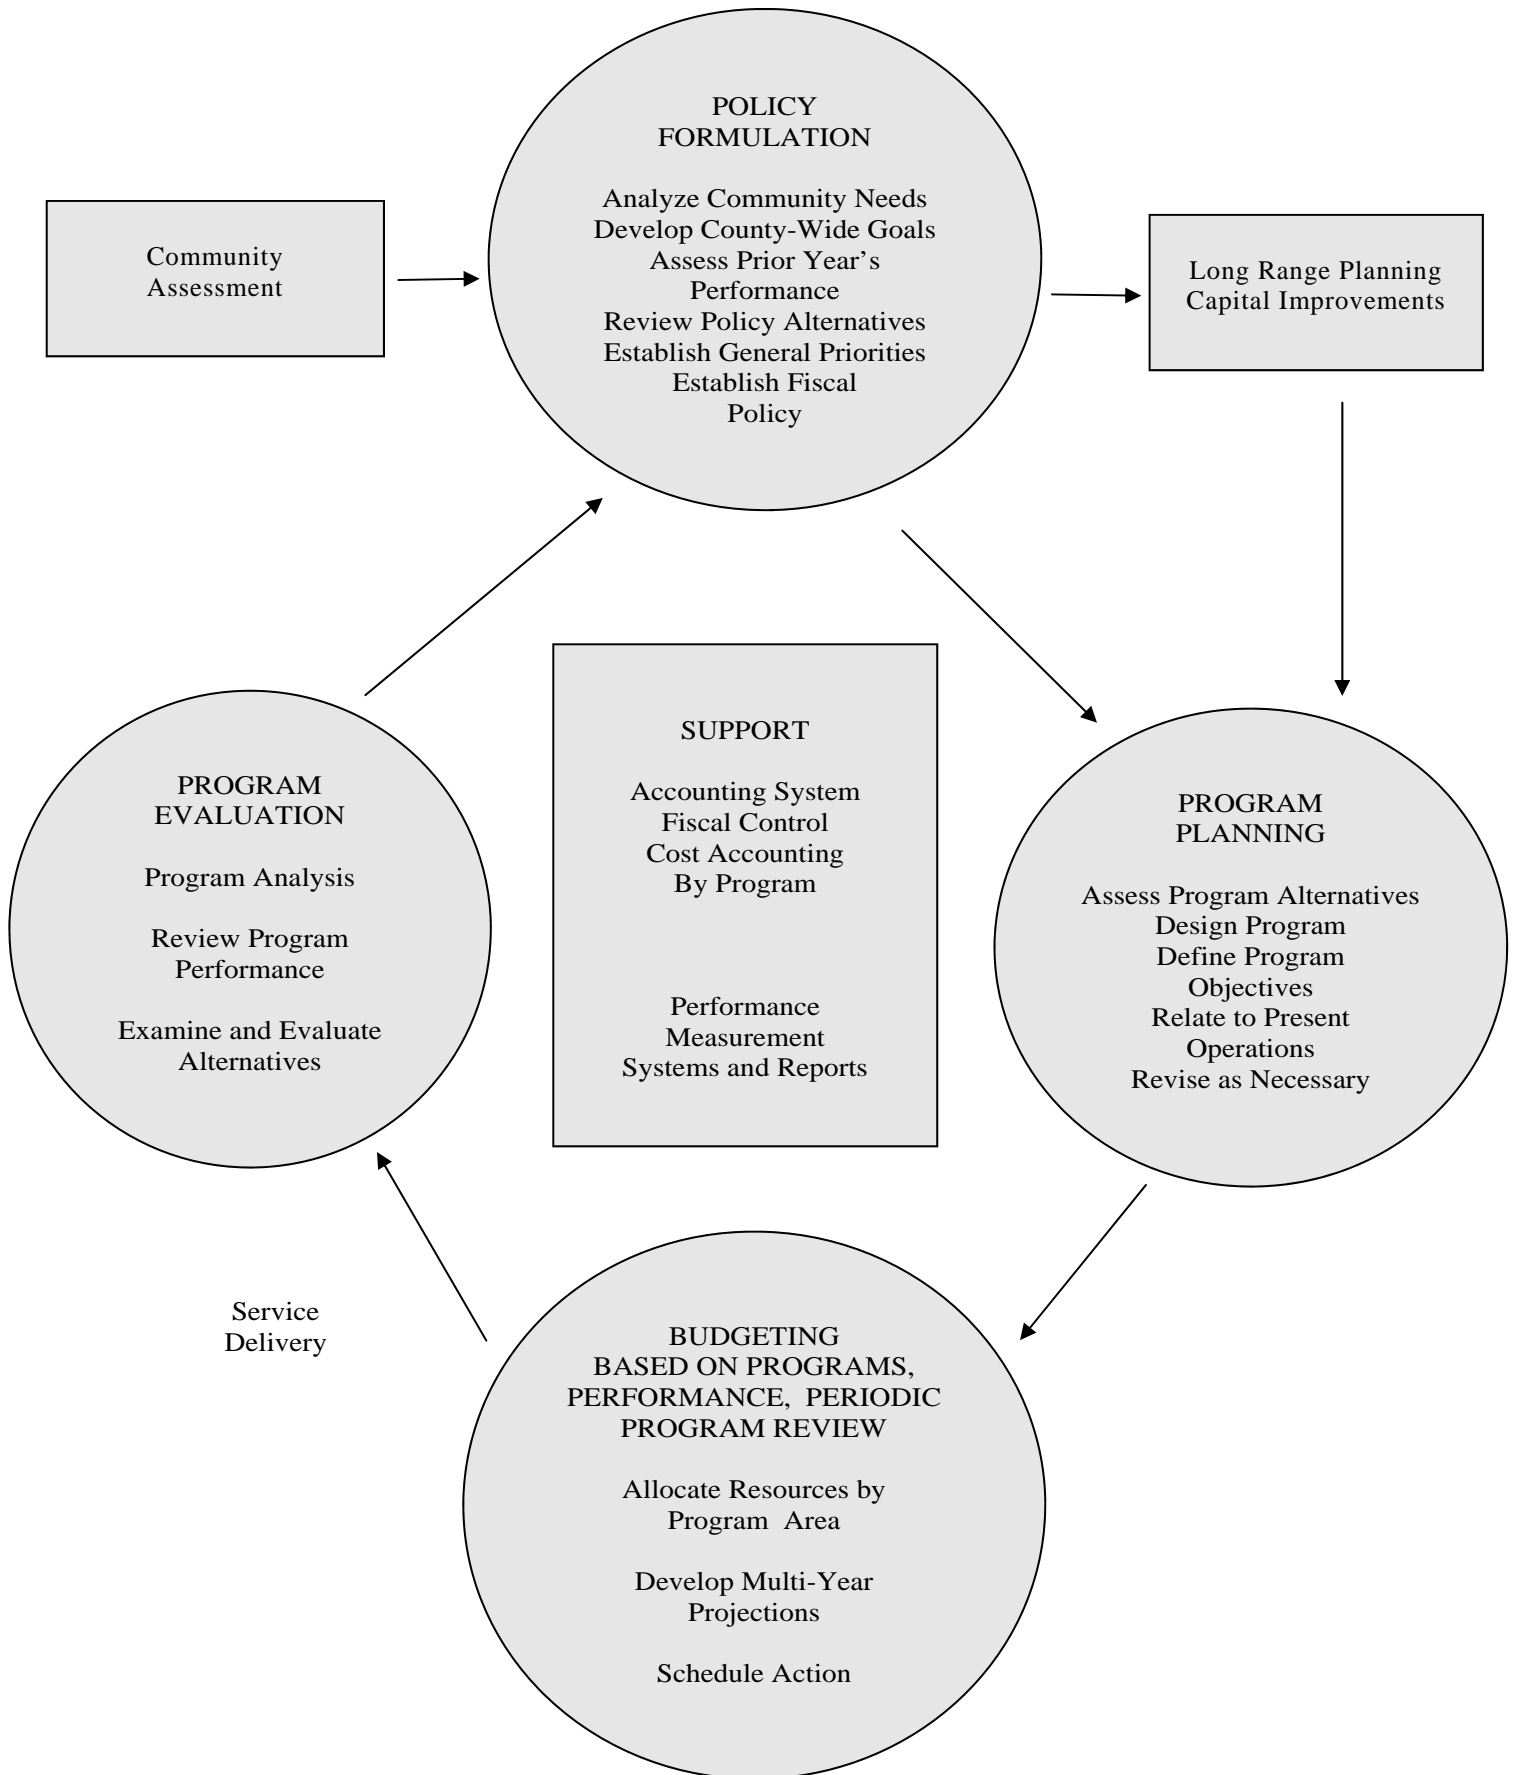 POLICY
FORMULATION
Analyze Community Needs
Develop County-Wide Goals
Assess Prior Year’s
Performance
Review Policy Alternatives
Establish General Priorities
Establish Fiscal
Policy
Community
Assessment
Long Range Planning
Capital Improvements
SUPPORT
Accounting System
Fiscal Control
Cost Accounting
By Program
Performance
Measurement
Systems and Reports
PROGRAM
EVALUATION
Program Analysis
Review Program
Performance
Examine and Evaluate
Alternatives
PROGRAM
PLANNING
Assess Program Alternatives
Design Program
Define Program
Objectives
Relate to Present
Operations
Revise as Necessary
Service
Delivery
BUDGETING
BASED ON PROGRAMS,
PERFORMANCE,  PERIODIC
PROGRAM REVIEW
Allocate Resources by
Program  Area
Develop Multi-Year
Projections
Schedule Action